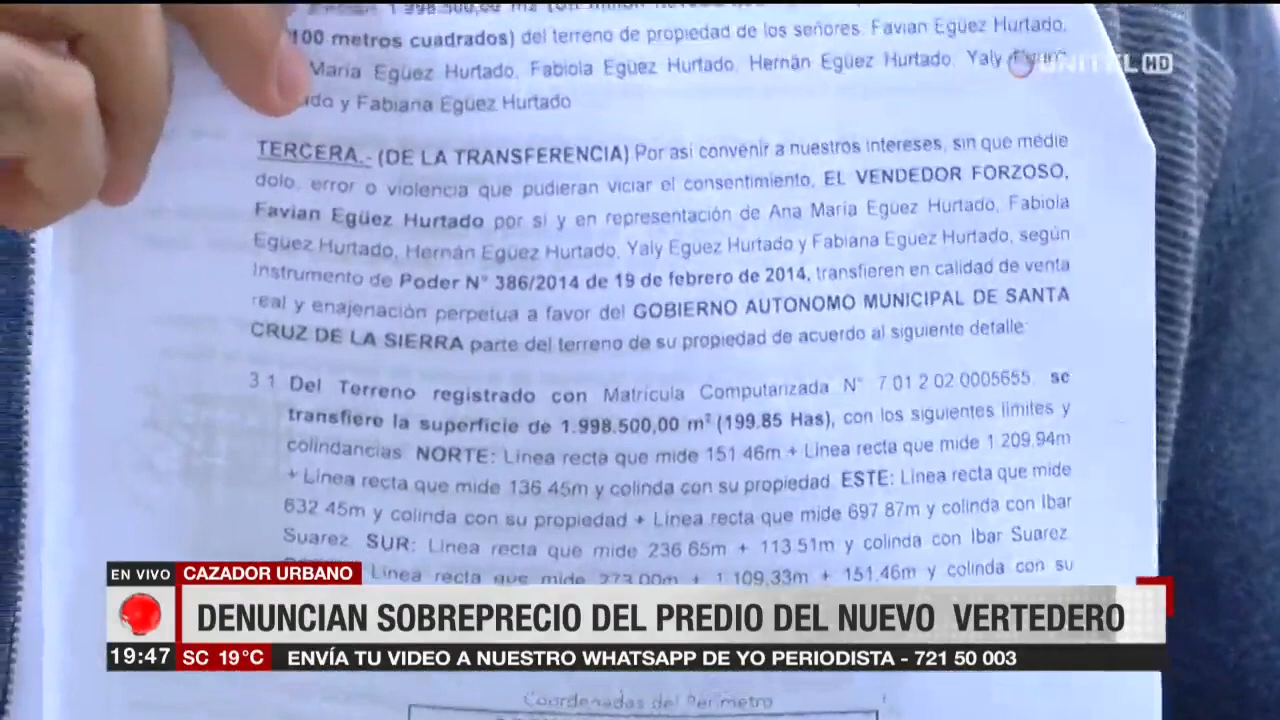 1 998.500,00 m2
100 metros cuadrados) del terreno de propiedad de los señores Favian Egüez Hurtado,
María Egüez Hurtado, Fabiola Egüez Hurtado, Hernán Egüez Hurtado, Yaly
UNITEL HD
do y Fabiana Egüez Hurtado
TERCERA.- (DE LA TRANSFERENCIA) Por así convenir a nuestros intereses, sin que medie
dolo, error o violencia que pudieran viciar el consentimiento, EL VENDEDOR FORZOSO,
Favian Egüez Hurtado por sí y en representación de Ana María Egüez Hurtado, Fabiola
Egüez Hurtado, Hernán Egüez Hurtado, Yaly Eguez Hurtado y Fabiana Eguez Hurtado, según
Instrumento de Poder N° 386/2014 de 19 de febrero de 2014, transfieren en calidad de venta
real y enajenación perpetua a favor del GOBIERNO AUTONOMO MUNICIPAL DE SANTA
CRUZ DE LA SIERRA parte del terreno de su propiedad de acuerdo al siguiente detalle:
3 1 Del Terreno registrado con Matrícula Computarizada N° 7 01 2 02 0005655, se
transfiere la superficie de 1.998.500,00 m² (199.85 Has), con los siguientes límites y
colindancias NORTE: Línea recta que mide 151 46m + Línea recta que mide 1 209.94m
+ Línea recta que mide 136 45m y colinda con su propiedad ESTE: Línea recta que mide
632 45m y colinda con su propiedad + Línea recta que mide 697 87m y colinda con Ibar
Suarez SUR: Línea recta que mide 236 65m + 113 51m y colinda con Ibar Suarez
Línea recta que mide 273 00m + 1 109,33m + 151,46m y colinda con su
EN VIVO CAZADOR URBANO
DENUNCIAN SOBREPRECIO DEL PREDIO DEL NUEVO VERTEDERO
19:47 SC 19°C ENVÍA TU VIDEO A NUESTRO WHATSAPP DE YO PERIODISTA - 721 50 003
Coordenadas del Perímetro